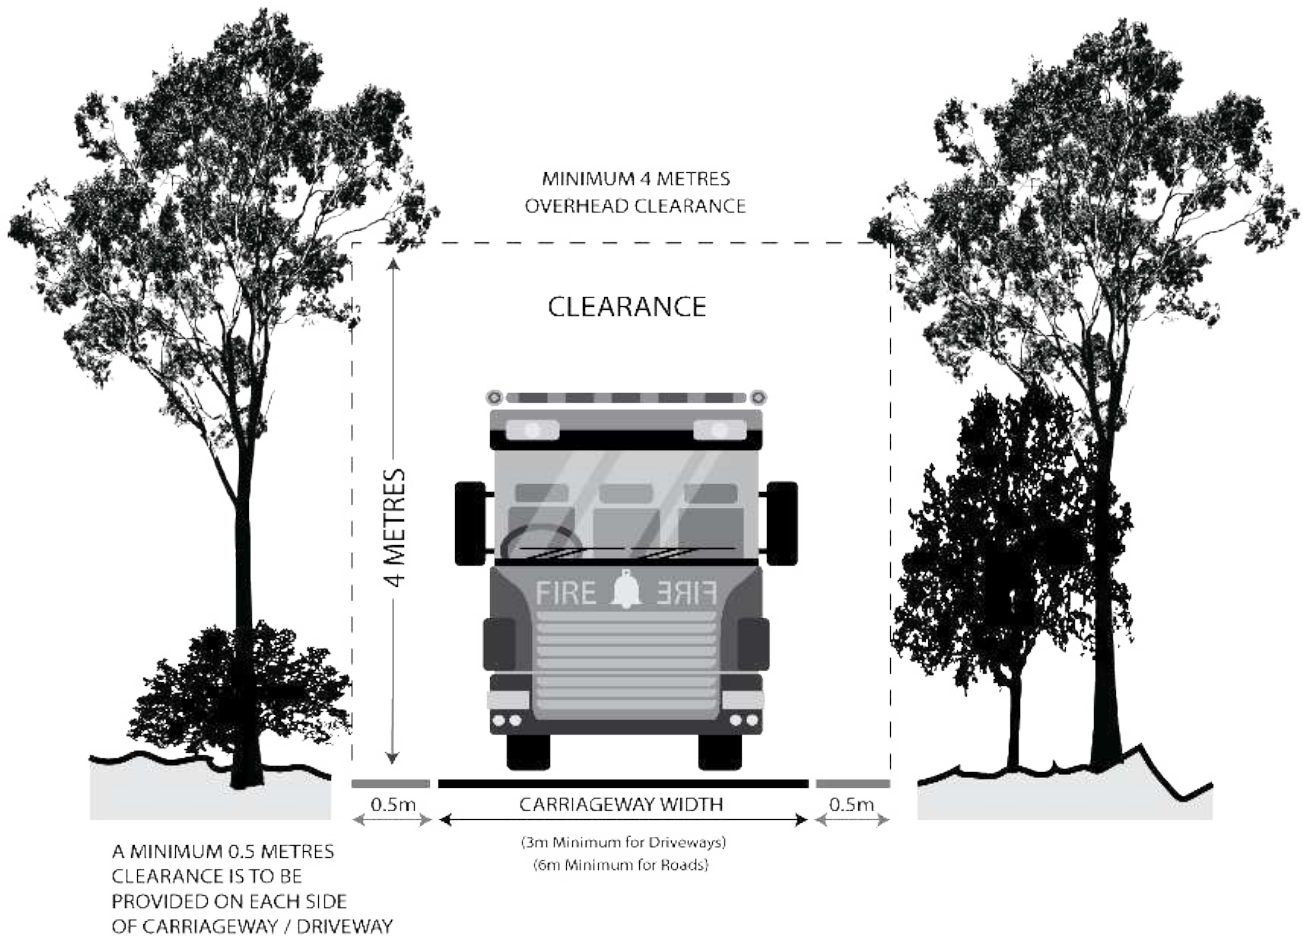 MINIMUM 4 METRES
OVERHEAD CLEARANCE
CLEARANCE
4 METRES
FIRE FIRE
0.5m
CARRIAGEWAY WIDTH
0.5m
(3m Minimum for Driveways)
(6m Minimum for Roads)
A MINIMUM 0.5 METRES
CLEARANCE IS TO BE
PROVIDED ON EACH SIDE
OF CARRIAGEWAY / DRIVEWAY